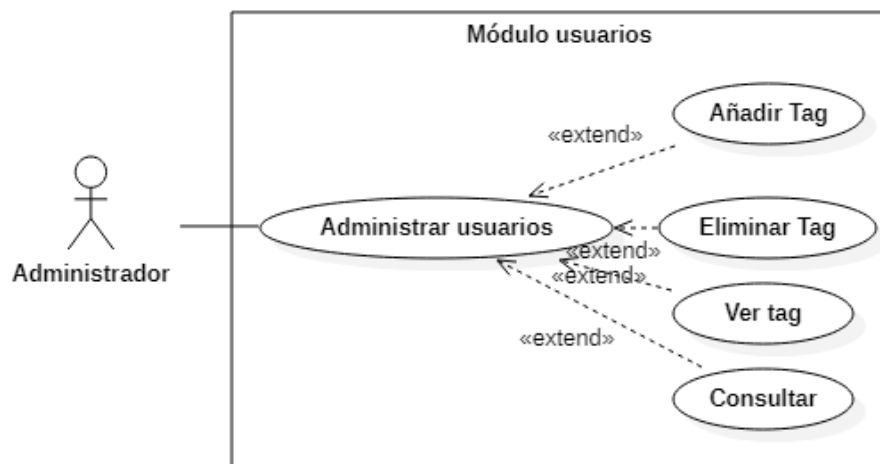 Módulo usuarios
Añadir Tag
«extend»
Administrar usuarios
Eliminar Tag
«extend»
«extend»
Administrador
Ver tag
«extend»
Consultar